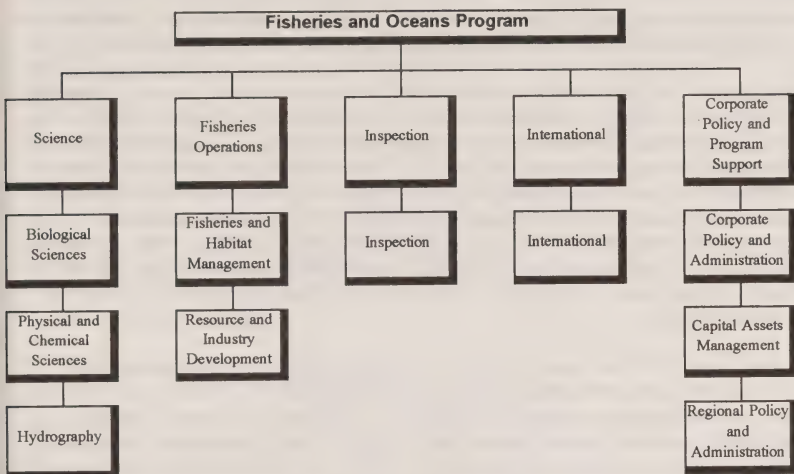 Fisheries and Oceans Program
Science
Fisheries
Operations
Inspection
International
Corporate
Policy and
Program
Support
Biological
Sciences
Fisheries and
Habitat
Management
Inspection
International
Corporate
Policy and
Administration
Physical and
Chemical
Sciences
Resource and
Industry
Development
Capital Assets
Management
Hydrography
Regional Policy
and
Administration